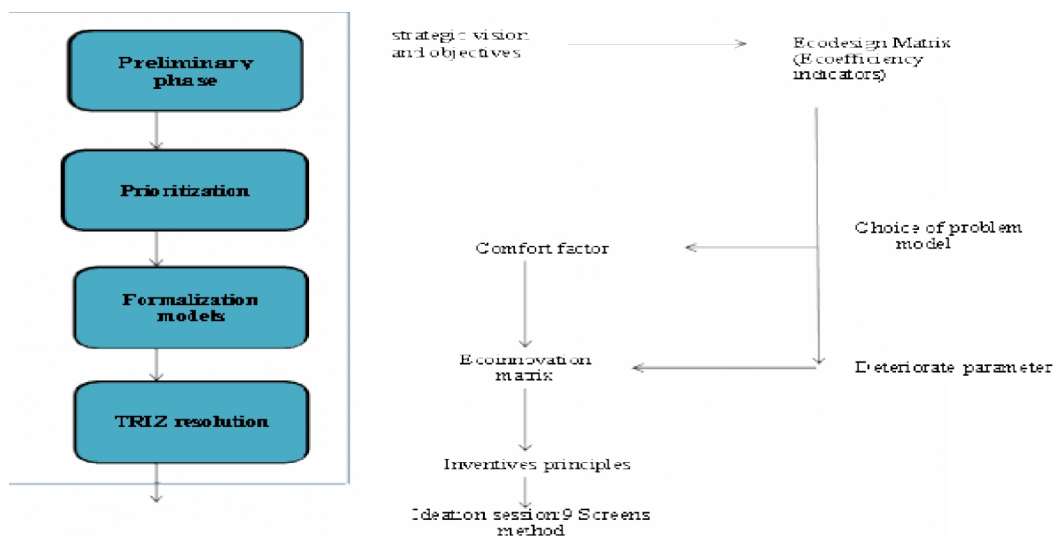 Preliminary
phase
Prioritization
Formalization
models
TRIZ resolution
strategic vision
and objectives
Ecodesign Matrix
(Ecoefficiency
indicators)
Choice of problem
model
Comfort factor
Ecoinnovation
matrix
Deteriorate parameter
Inventives principles
Ideation session:9 Screens
method